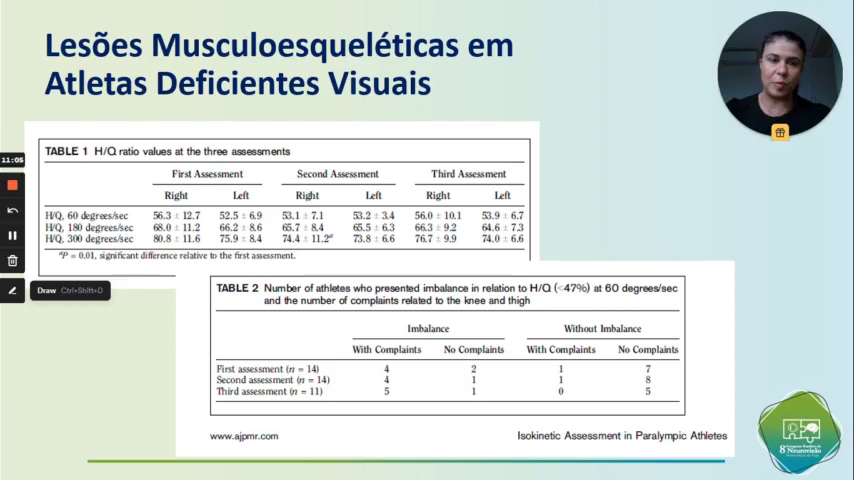 Lesões Musculoesqueléticas em
Atletas Deficientes Visuais
11:05
TABLE 1 H/Q ratio values at the three assessments
First Assessment Second Assessment Third Assessment
Right Left Right Left Right Left
H/Q, 60 degrees/sec 56.3 ± 12.7 52.5 ± 6.9 53.1 ± 7.1 53.2 ± 3.4 56.0 ± 10.1 53.9 ± 6.7
H/Q, 180 degrees/sec 68.0 ± 11.2 66.2 ± 8.6 65.7 ± 8.4 65.5 ± 6.3 66.3 ± 9.2 64.6 ± 7.3
H/Q, 300 degrees/sec 80.8 ± 11.6 75.9 ± 8.4 74.4 ± 11.2a 73.8 ± 6.6 76.7 ± 9.9 74.0 ± 6.6
aP = 0.01, significant difference relative to the first assessment.
Draw Ctrl+Shift+D
TABLE 2 Number of athletes who presented imbalance in relation to H/Q (<47%) at 60 degrees/sec
and the number of complaints related to the knee and thigh
Imbalance Without Imbalance
With Complaints No Complaints With Complaints No Complaints
First assessment (n = 14) 4 2 1 7
Second assessment (n = 14) 4 1 1 8
Third assessment (n = 11) 5 1 0 5
www.ajpmr.com Isokinetic Assessment in Paralympic Athletes
8º
Neurovisão